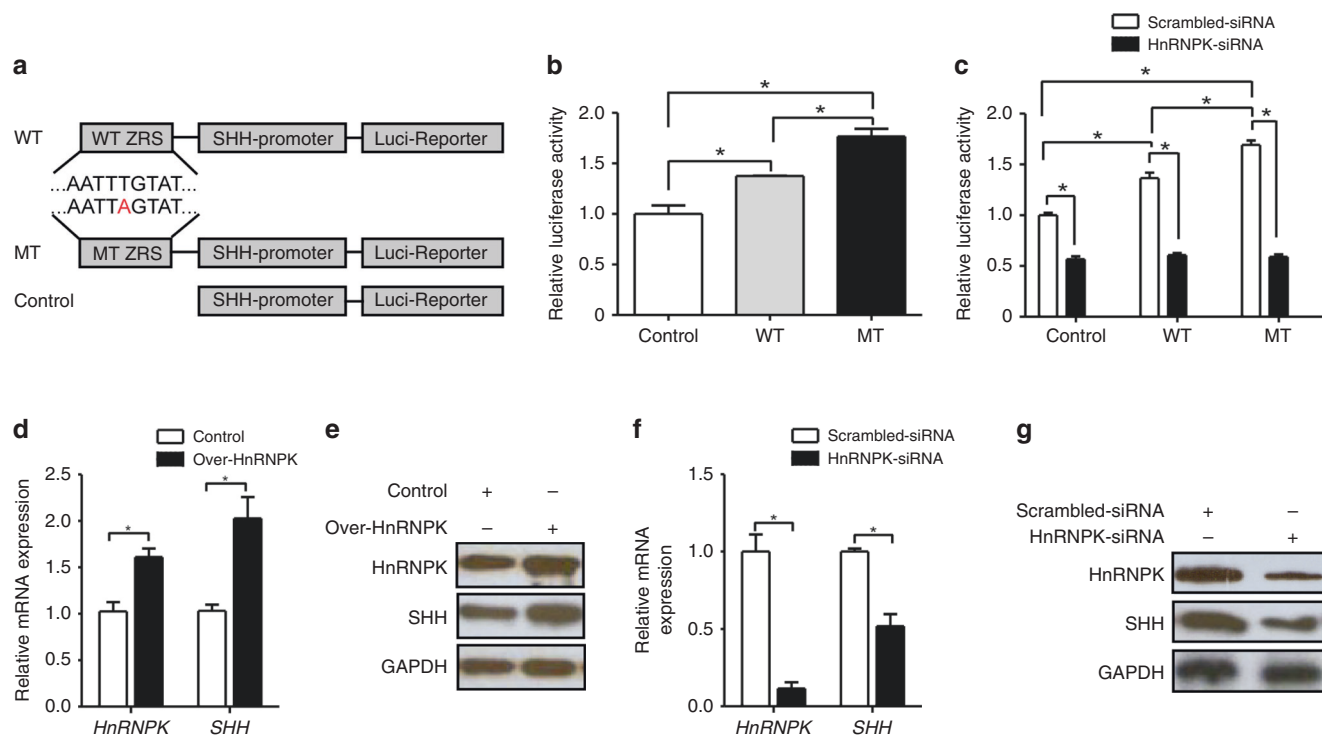 a
WT
WT ZRS
SHH-promoter
Luci-Reporter
...AATTTGTAT...
...AATTAGTAT...
MT
MT ZRS
SHH-promoter
Luci-Reporter
Control
SHH-promoter
Luci-Reporter
b
Relative luciferase activity
2.0
1.5
1.0
0.5
0
*
*
*
Control
WT
MT
Scrambled-siRNA
HnRNPK-siRNA
c
Relative luciferase activity
2.0
1.5
1.0
0.5
0
*
*
*
*
*
*
Control
WT
MT
d
Control
Over-HnRNPK
Relative mRNA expression
2.5
2.0
1.5
1.0
0.5
0.0
*
*
HnRNPK
SHH
e
Control + –
Over-HnRNPK – +
HnRNPK
SHH
GAPDH
f
Scrambled-siRNA
HnRNPK-siRNA
Relative mRNA
expression
1.5
1.0
0.5
0.0
*
*
HnRNPK
SHH
g
Scrambled-siRNA + –
HnRNPK-siRNA – +
HnRNPK
SHH
GAPDH